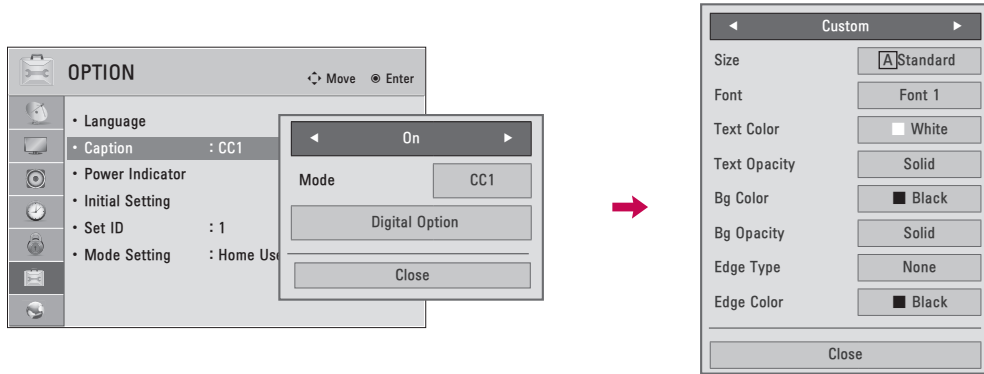 OPTION
Move Enter
• Language
• Caption : CC1
• Power Indicator
• Initial Setting
• Set ID : 1
• Mode Setting : Home Use
◄ On ►
Mode CC1
Digital Option
Close
◄ Custom ►
Size A Standard
Font Font 1
Text Color White
Text Opacity Solid
Bg Color Black
Bg Opacity Solid
Edge Type None
Edge Color Black
Close